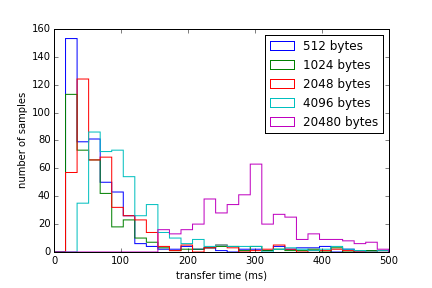 160
140
120
100
80
60
40
20
0
number of samples
512 bytes
1024 bytes
2048 bytes
4096 bytes
20480 bytes
0 100 200 300 400 500
transfer time (ms)